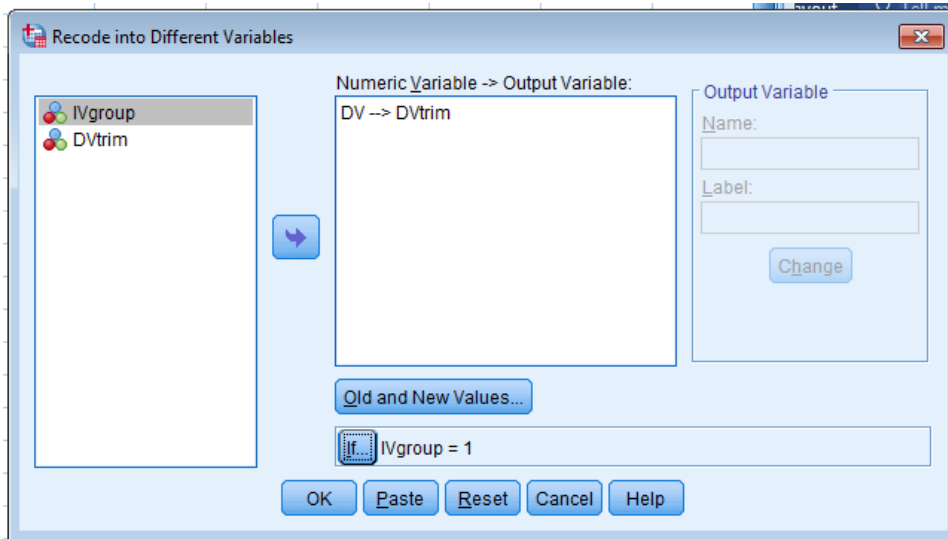 Recode into Different Variables
IVgroup
DVtrim
Numeric Variable -> Output Variable:
DV --> DVtrim
Output Variable
Name:
Label:
Change
Old and New Values...
If... IVgroup = 1
OK Paste Reset Cancel Help